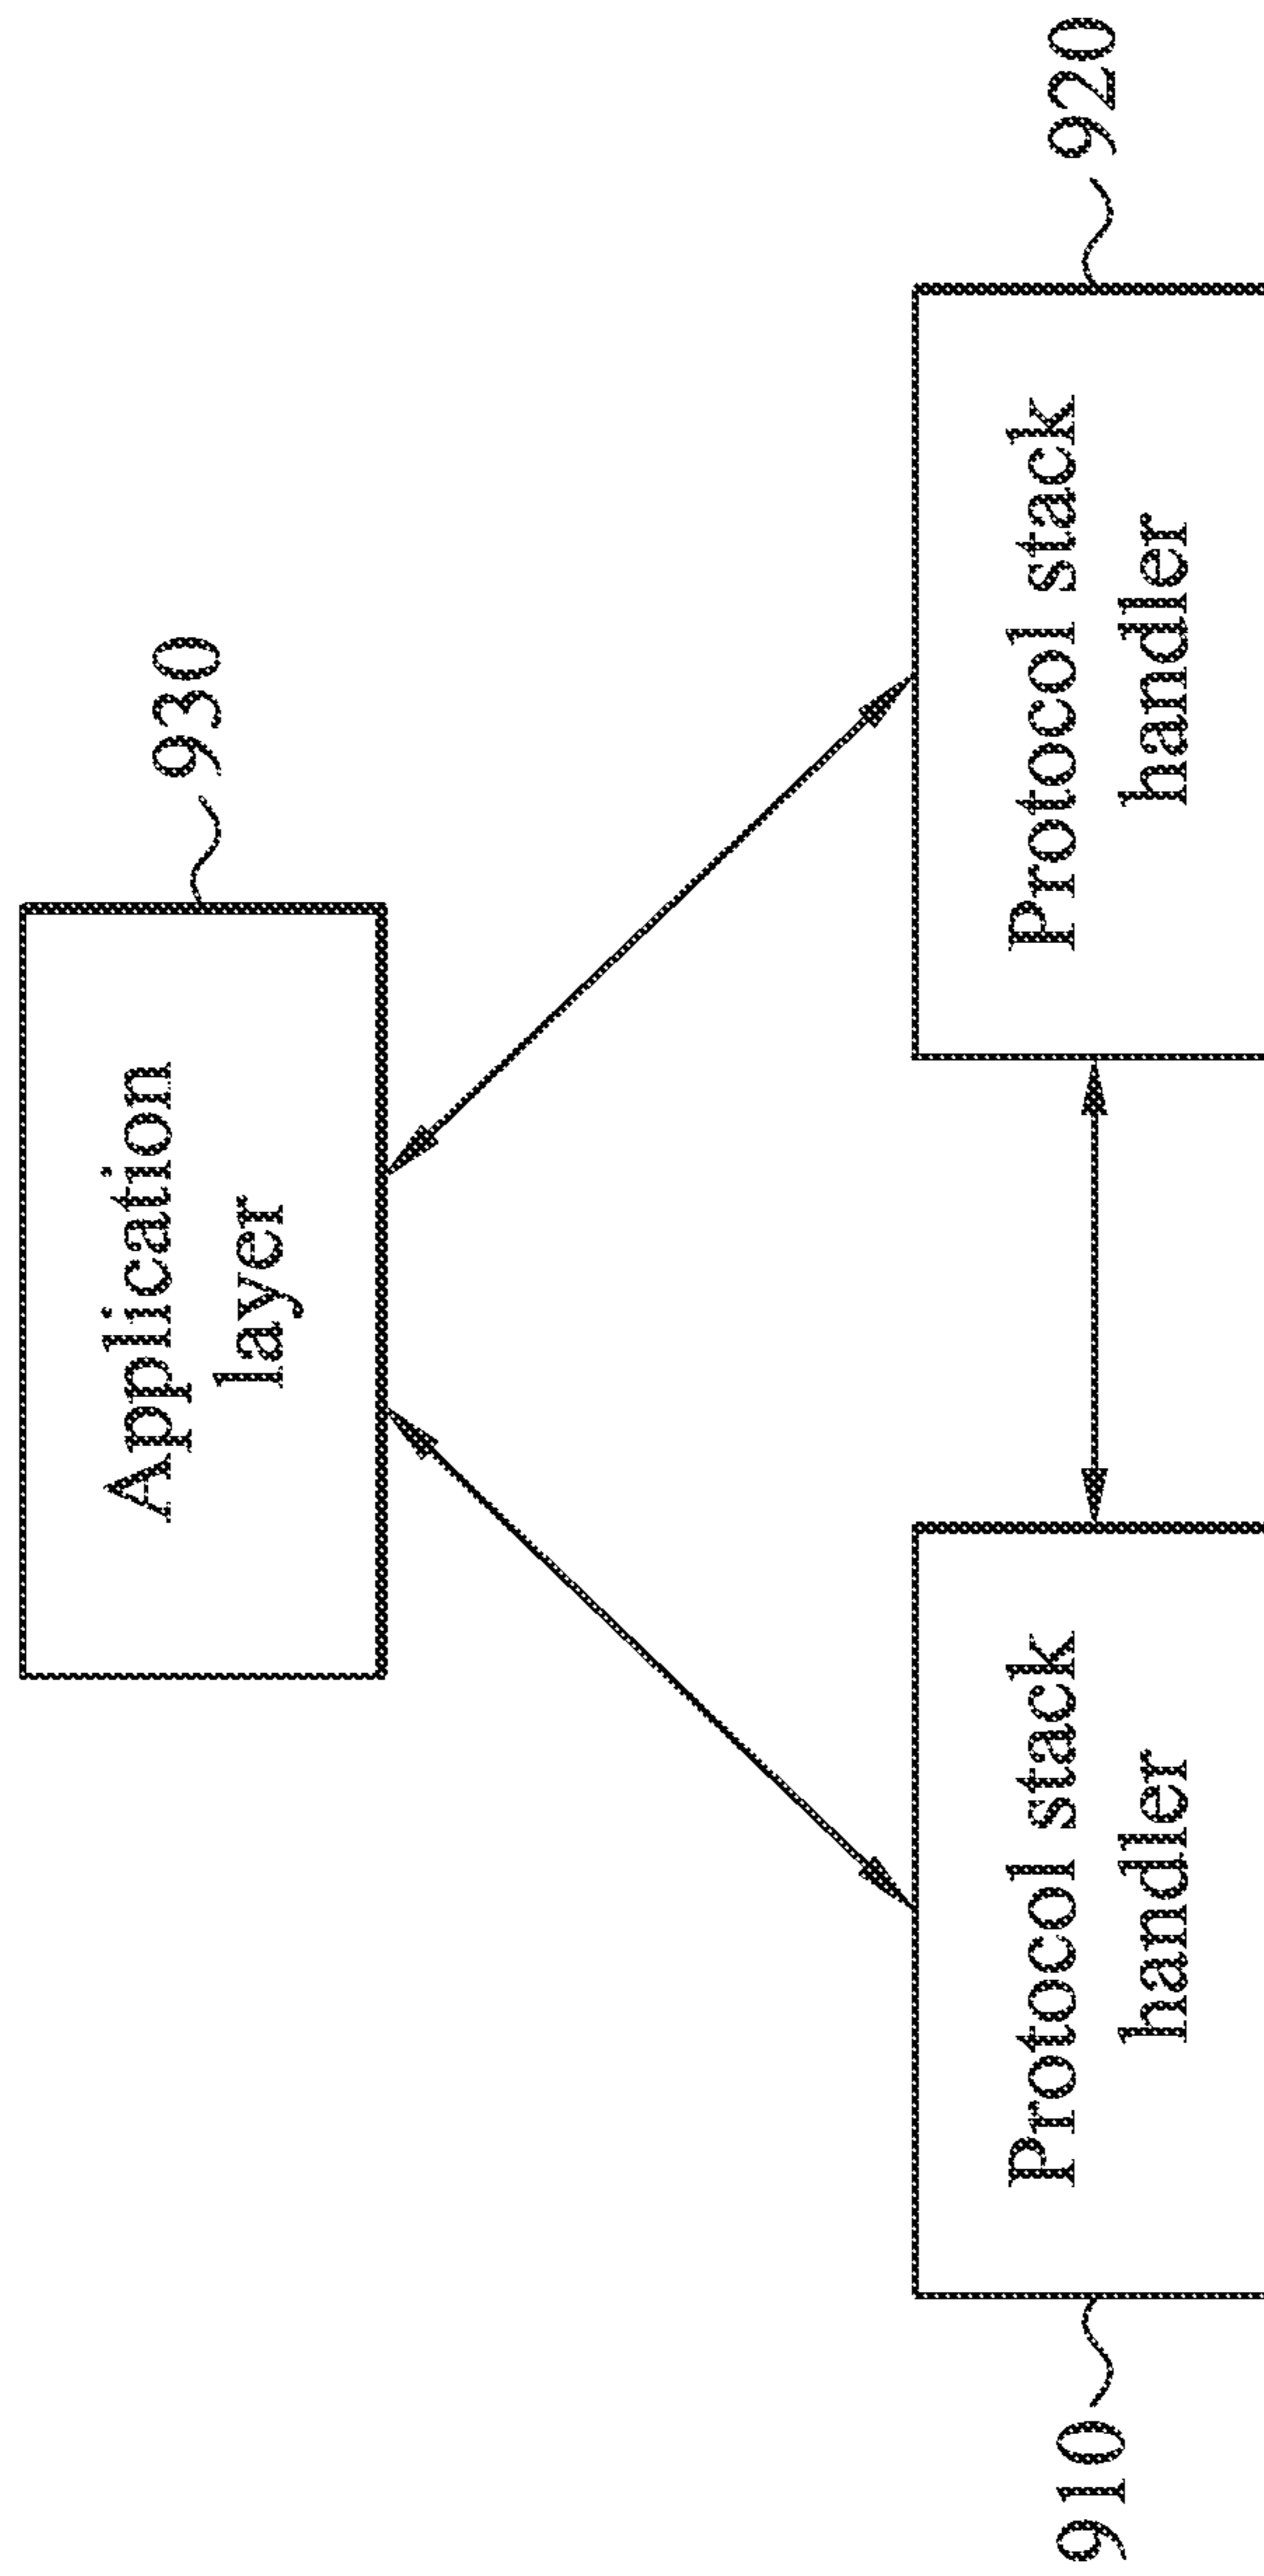 Application
layer
930
Protocol stack
handler
910
Protocol stack
handler
920